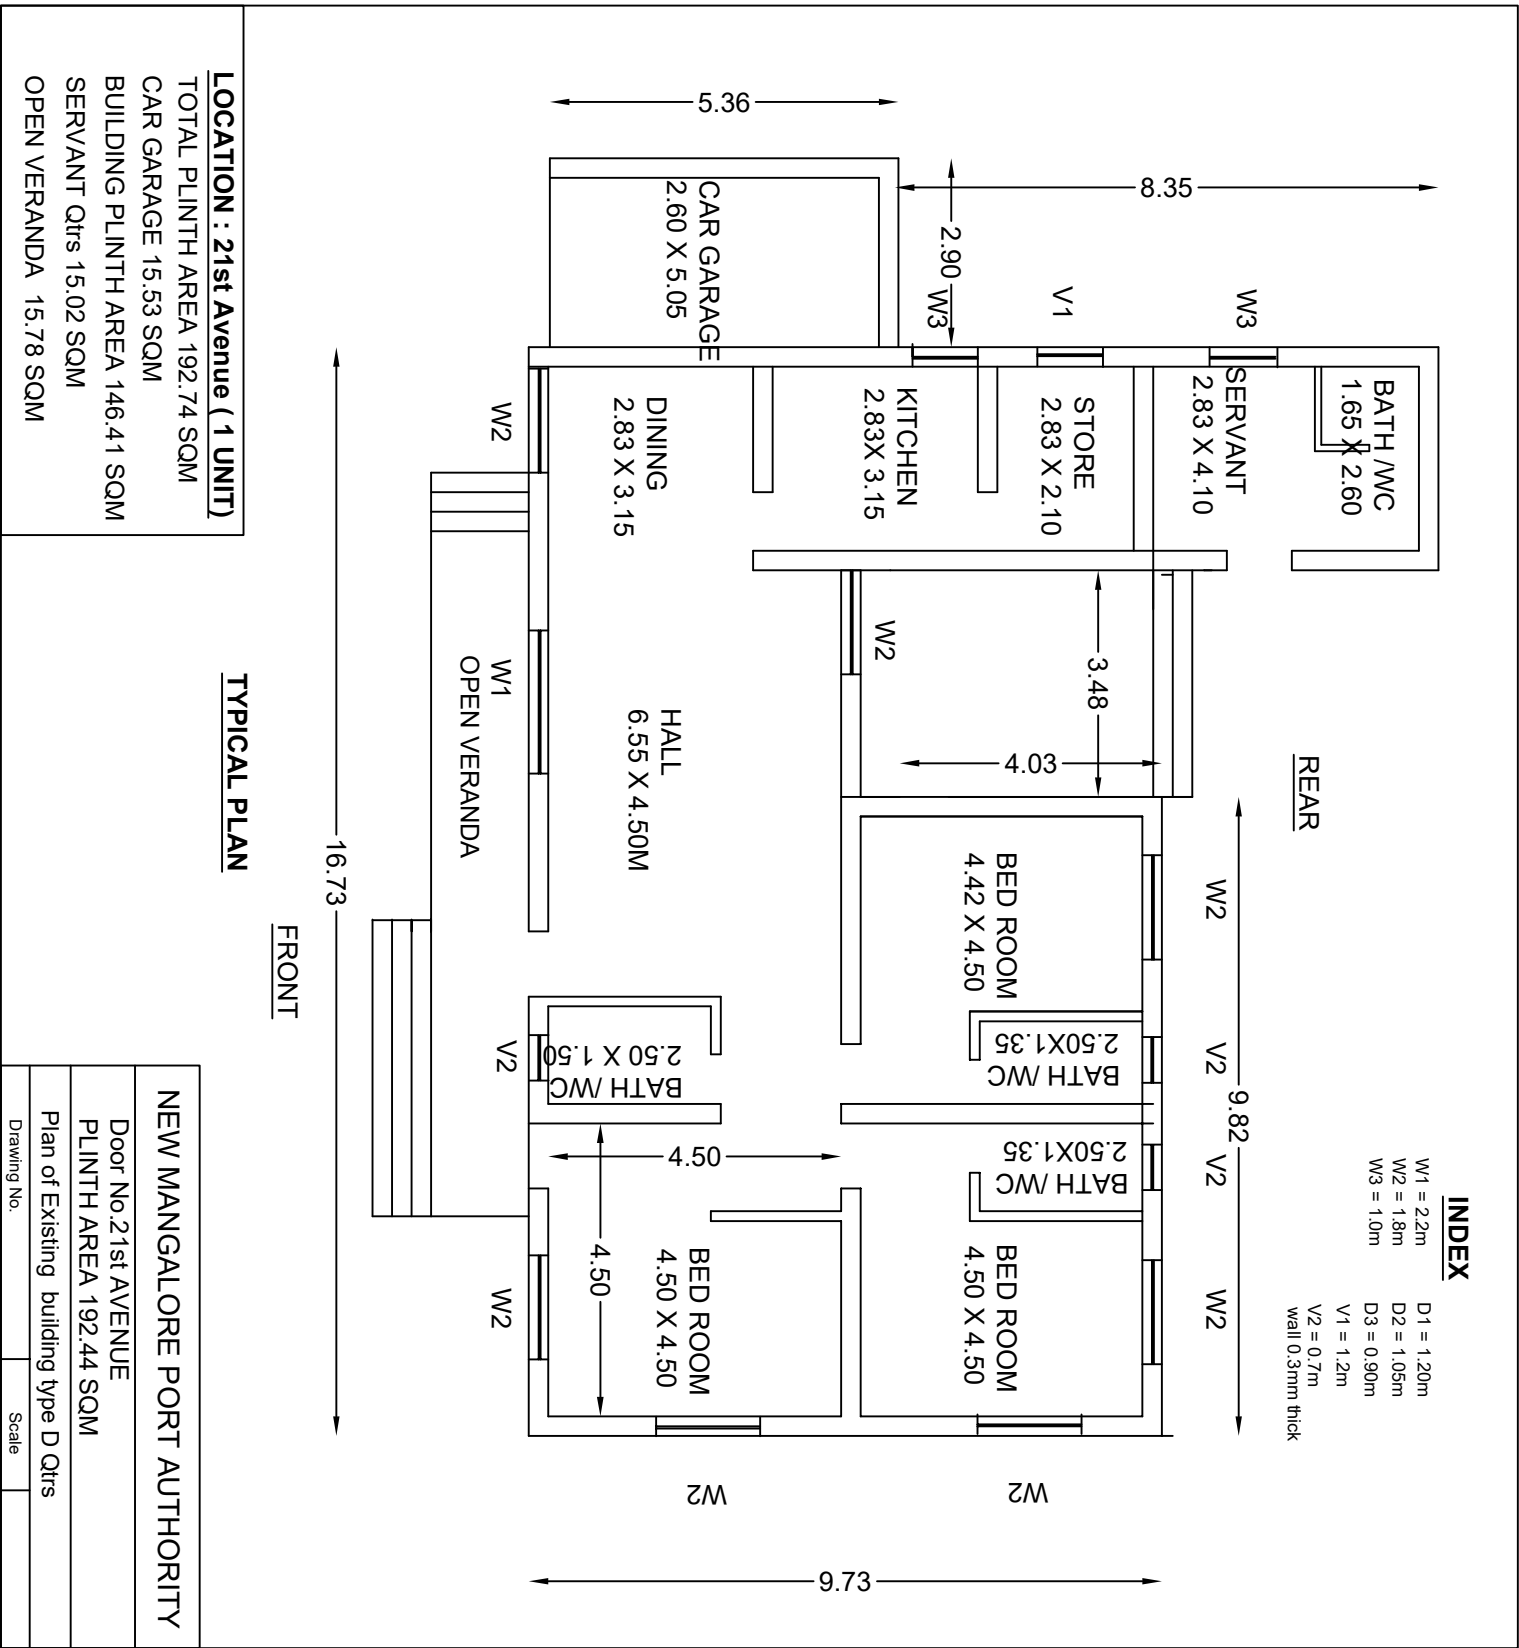 INDEX
W1 = 2.2m
W2 = 1.8m
W3 = 1.0m
D1 = 1.20m
D2 = 1.05m
D3 = 0.90m
V1 = 1.2m
V2 = 0.7m
wall 0.3mm thick
REAR
8.35
5.36
2.90
W3
V1
W3
BATH /WC
1.65 X 2.60
SERVANT
2.83 X 4.10
STORE
2.83 X 2.10
KITCHEN
2.83X 3.15
CAR GARAGE
2.60 X 5.05
DINING
2.83 X 3.15
W2
3.48
4.03
W2
HALL
6.55 X 4.50M
W1
OPEN VERANDA
9.82
W2
V2
V2
W2
BED ROOM
4.42 X 4.50
BATH /WC
2.50X1.35
BATH /WC
2.50X1.35
BED ROOM
4.50 X 4.50
BATH /WC
2.50 X 1.50
V2
4.50
4.50
BED ROOM
4.50 X 4.50
W2
W2
W2
9.73
16.73
FRONT
TYPICAL PLAN
LOCATION : 21st Avenue ( 1 UNIT)
TOTAL PLINTH AREA 192.74 SQM
CAR GARAGE 15.53 SQM
BUILDING PLINTH AREA 146.41 SQM
SERVANT Qtrs 15.02 SQM
OPEN VERANDA 15.78 SQM
NEW MANGALORE PORT AUTHORITY
Door No.21st AVENUE
PLINTH AREA 192.44 SQM
Plan of Existing building type D Qtrs
Drawing No.
Scale